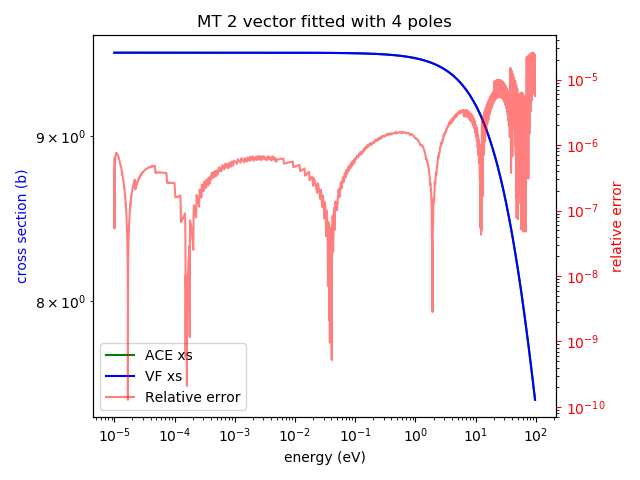 MT 2 vector fitted with 4 poles
cross section (b)
9 × 10⁰
8 × 10⁰
10⁻⁵
10⁻⁶
10⁻⁷
10⁻⁸
10⁻⁹
10⁻¹⁰
relative error
ACE xs
VF xs
Relative error
10⁻⁵ 10⁻⁴ 10⁻³ 10⁻² 10⁻¹ 10⁰ 10¹ 10²
energy (eV)